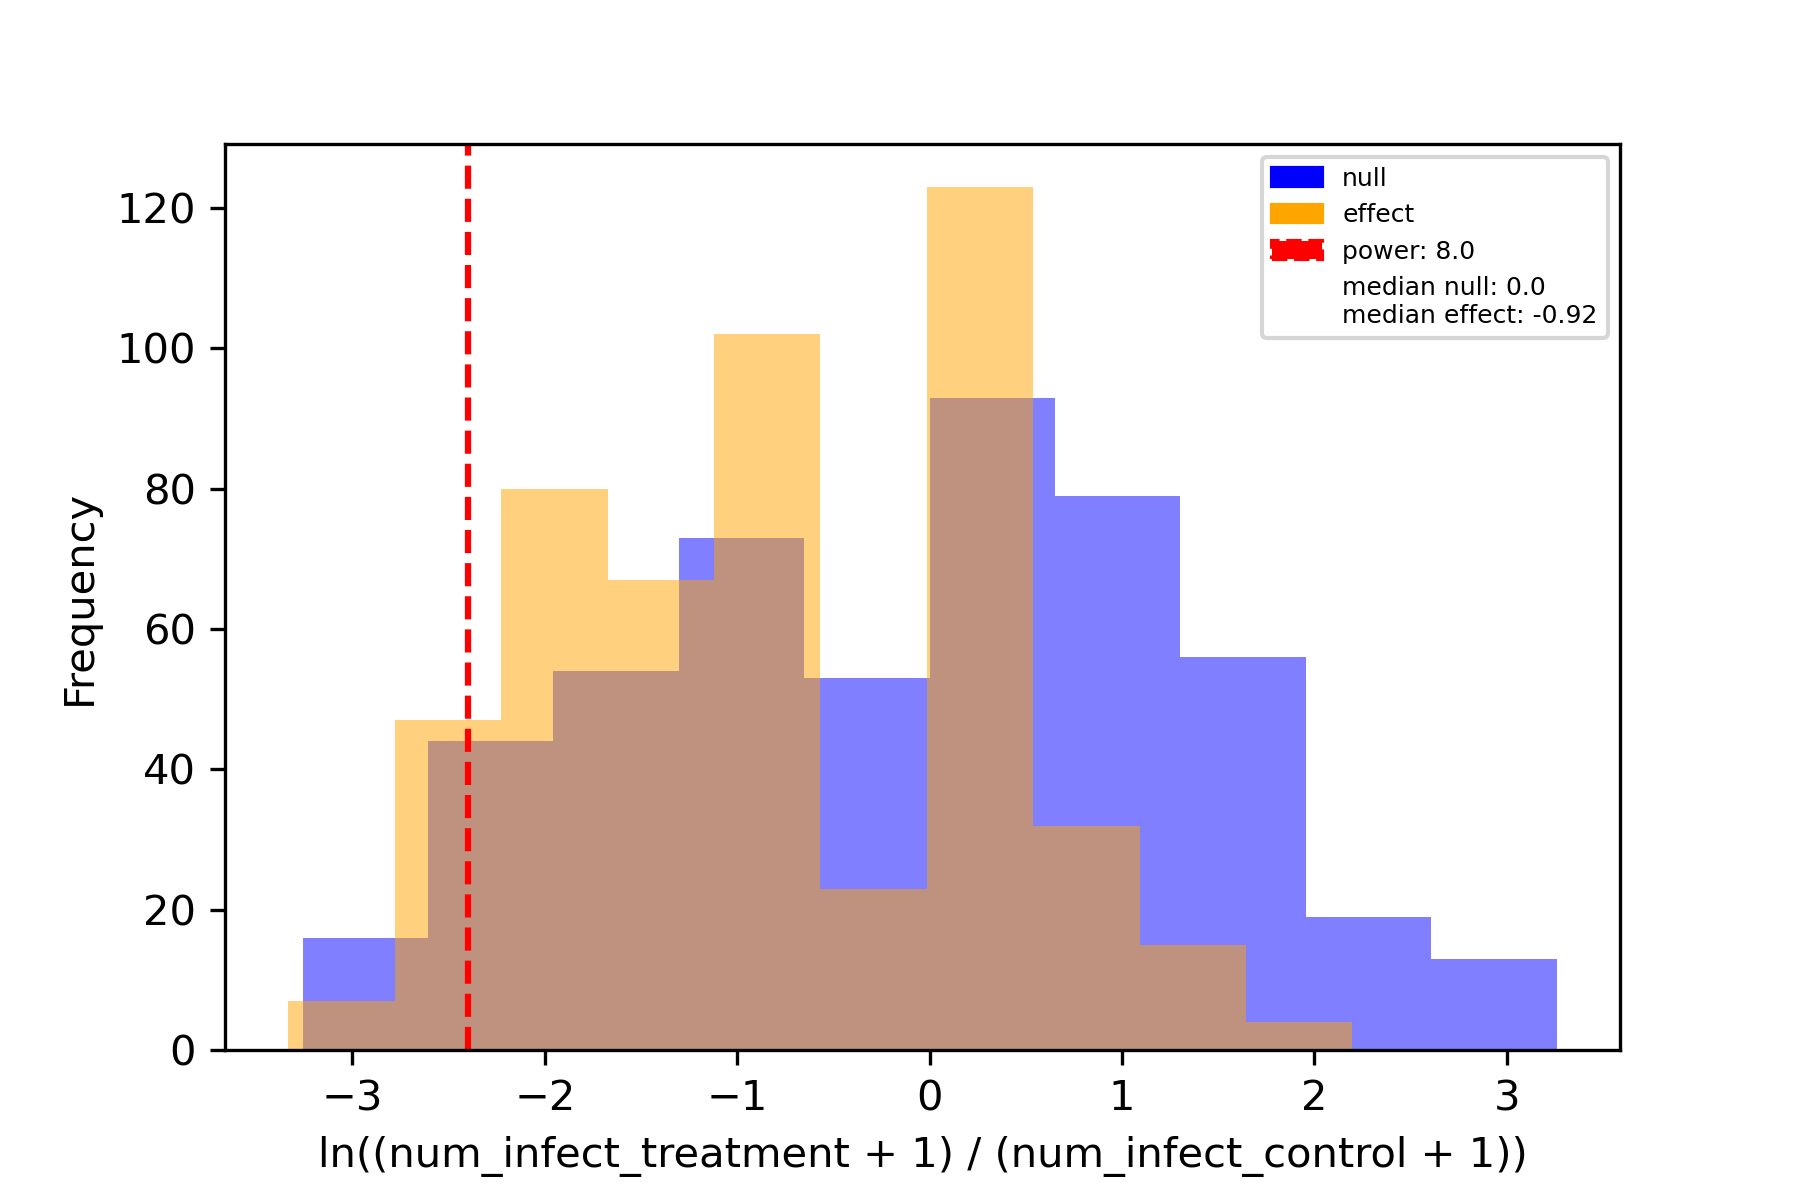 null
effect
power: 8.0
median null: 0.0
median effect: -0.92
120
100
80
60
40
20
0
Frequency
−3 −2 −1 0 1 2 3
ln((num_infect_treatment + 1) / (num_infect_control + 1))